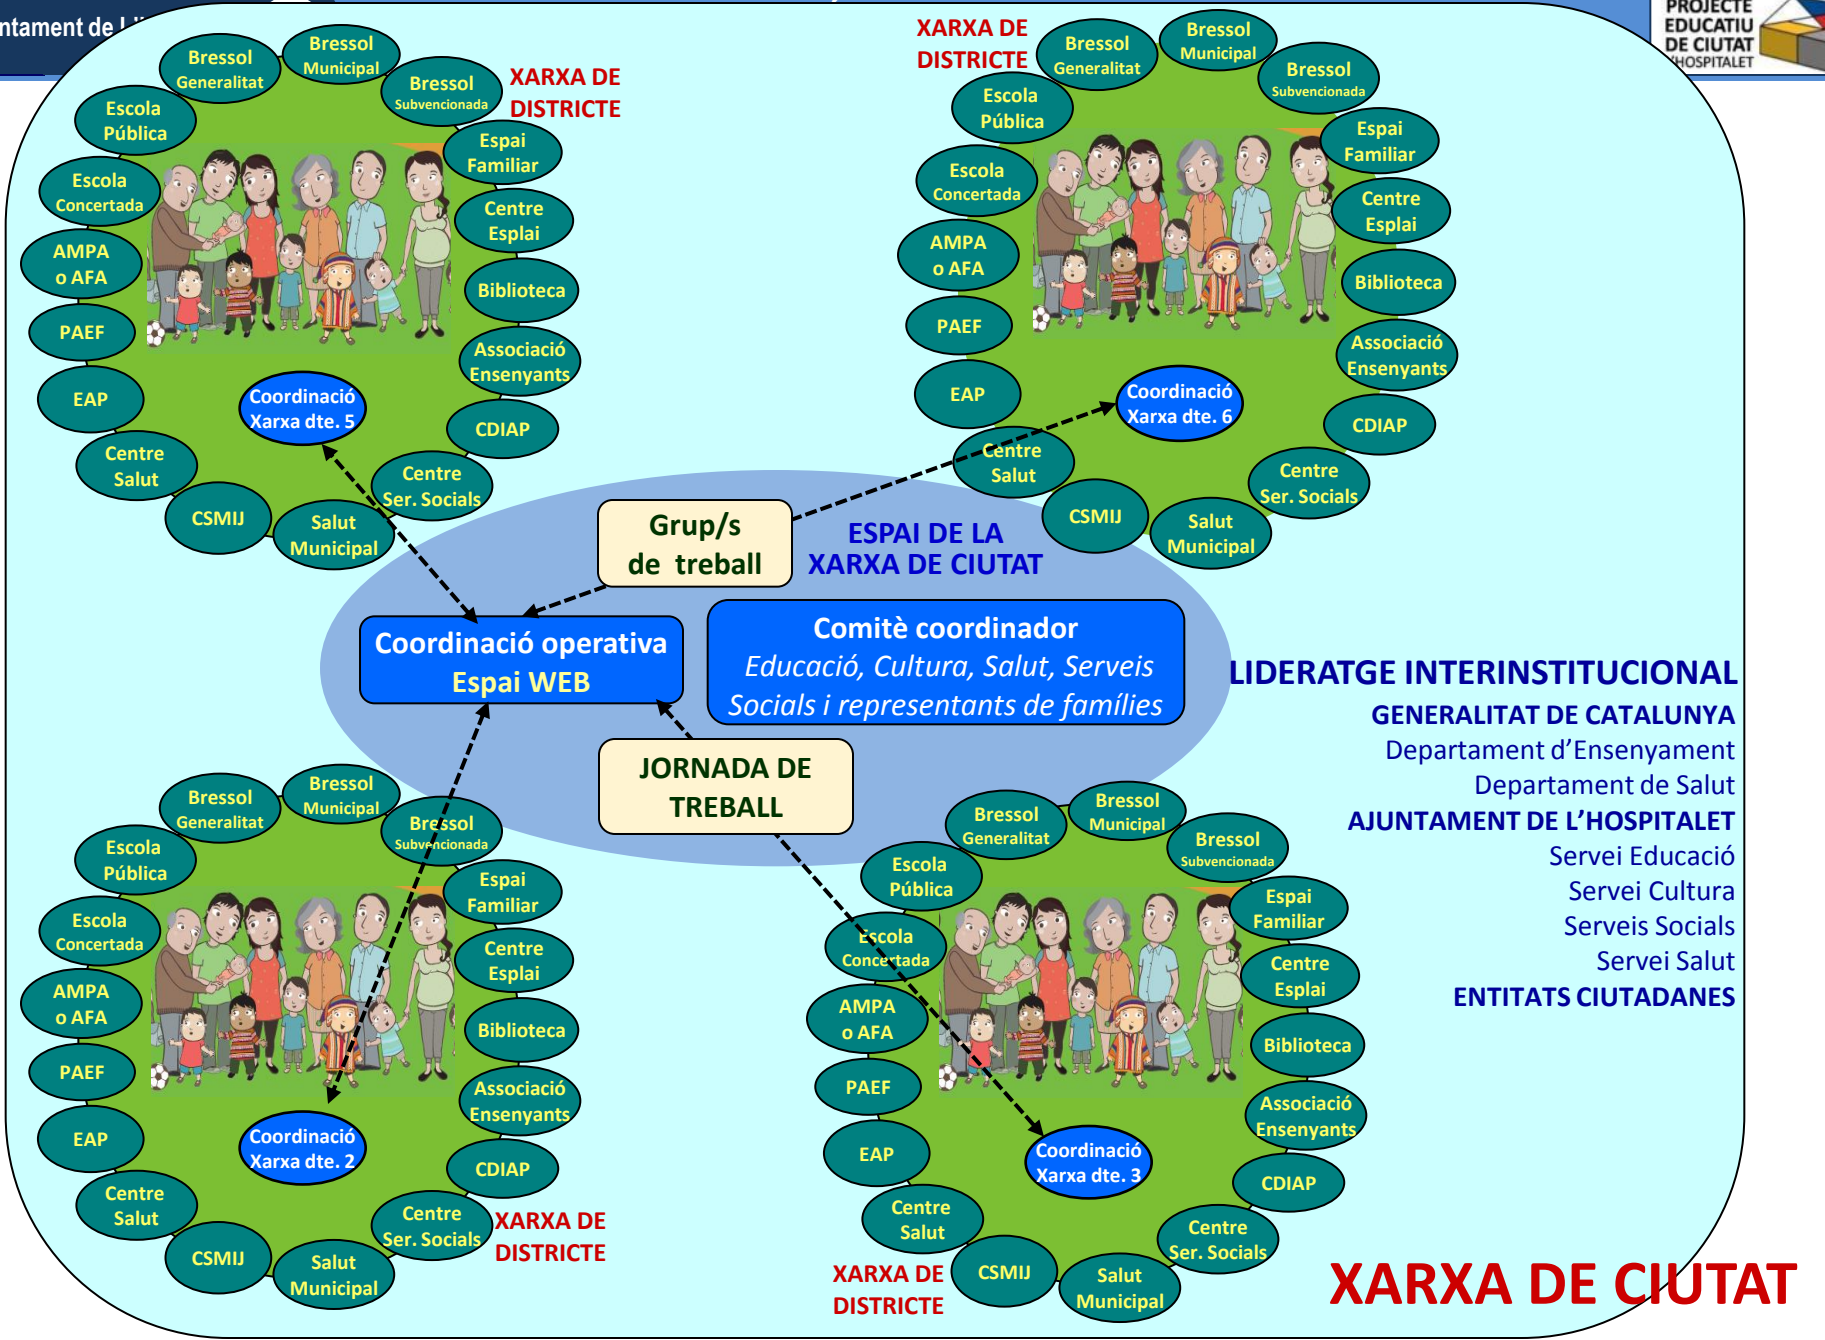 ntament de L'
PROJECTE
EDUCATIU
DE CIUTAT
L'HOSPITALET
XARXA DE
DISTRICTE
Bressol
Generalitat
Bressol
Municipal
Bressol
Subvencionada
Espai
Familiar
Centre
Esplai
Biblioteca
Associació
Ensenyants
CDIAP
Centre
Ser. Socials
Salut
Municipal
CSMIJ
Centre
Salut
EAP
PAEF
AMPA
o AFA
Escola
Concertada
Escola
Pública
Coordinació
Xarxa dte. 5
XARXA DE
DISTRICTE
Bressol
Generalitat
Bressol
Municipal
Bressol
Subvencionada
Espai
Familiar
Centre
Esplai
Biblioteca
Associació
Ensenyants
CDIAP
Centre
Ser. Socials
Salut
Municipal
CSMIJ
Centre
Salut
EAP
PAEF
AMPA
o AFA
Escola
Concertada
Escola
Pública
Coordinació
Xarxa dte. 6
Grup/s
de treball
ESPAI DE LA
XARXA DE CIUTAT
Coordinació operativa
Espai WEB
Comitè coordinador
Educació, Cultura, Salut, Serveis
Socials i representants de famílies
JORNADA DE
TREBALL
LIDERATGE INTERINSTITUCIONAL
GENERALITAT DE CATALUNYA
Departament d’Ensenyament
Departament de Salut
AJUNTAMENT DE L’HOSPITALET
Servei Educació
Servei Cultura
Serveis Socials
Servei Salut
ENTITATS CIUTADANES
Bressol
Generalitat
Bressol
Municipal
Bressol
Subvencionada
Espai
Familiar
Centre
Esplai
Biblioteca
Associació
Ensenyants
CDIAP
Centre
Ser. Socials
Salut
Municipal
CSMIJ
Centre
Salut
EAP
PAEF
AMPA
o AFA
Escola
Concertada
Escola
Pública
Coordinació
Xarxa dte. 2
XARXA DE
DISTRICTE
Bressol
Generalitat
Bressol
Municipal
Bressol
Subvencionada
Espai
Familiar
Centre
Esplai
Biblioteca
Associació
Ensenyants
CDIAP
Centre
Ser. Socials
Salut
Municipal
CSMIJ
Centre
Salut
EAP
PAEF
AMPA
o AFA
Escola
Concertada
Escola
Pública
Coordinació
Xarxa dte. 3
XARXA DE
DISTRICTE
XARXA DE CIUTAT